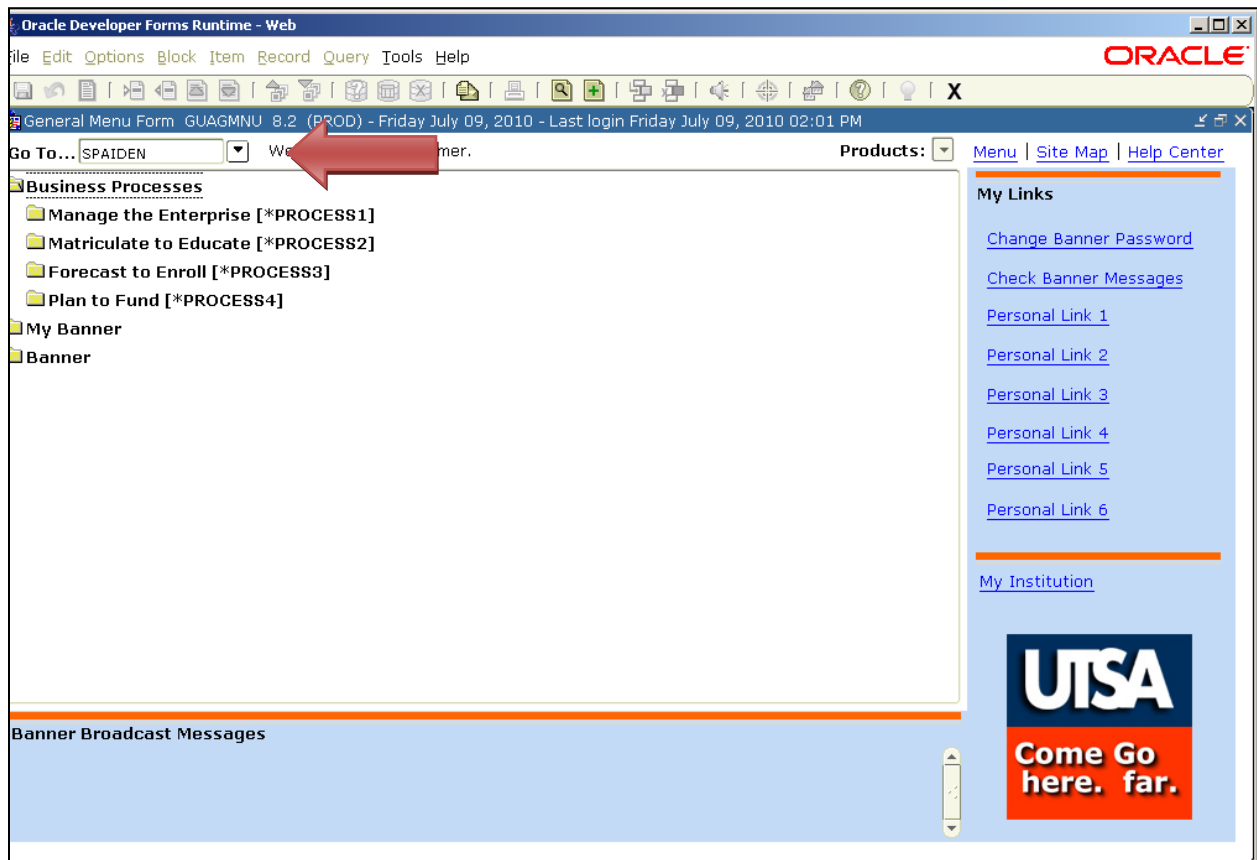 Oracle Developer Forms Runtime - Web
File Edit Options Block Item Record Query Tools Help
ORACLE
X
General Menu Form GUAGMNU 8.2 (PROD) - Friday July 09, 2010 - Last login Friday July 09, 2010 02:01 PM
Go To... SPAIDEN We mer. Products: Menu | Site Map | Help Center
Business Processes
Manage the Enterprise [*PROCESS1]
Matriculate to Educate [*PROCESS2]
Forecast to Enroll [*PROCESS3]
Plan to Fund [*PROCESS4]
My Banner
Banner
My Links
Change Banner Password
Check Banner Messages
Personal Link 1
Personal Link 2
Personal Link 3
Personal Link 4
Personal Link 5
Personal Link 6
My Institution
UTSA
Come Go
here. far.
Banner Broadcast Messages